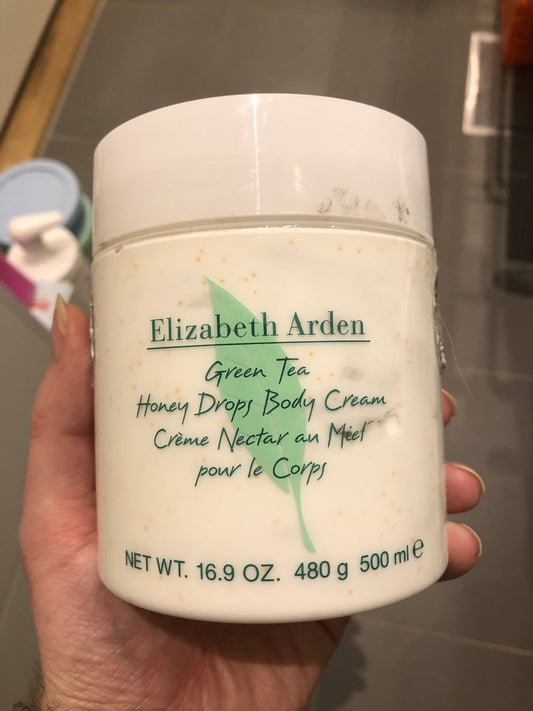 Elizabeth Arden
Green Tea
Honey Drops Body Cream
Crème Nectar au Miel
pour le Corps
NET WT. 16.9 OZ. 480 g 500 ml e